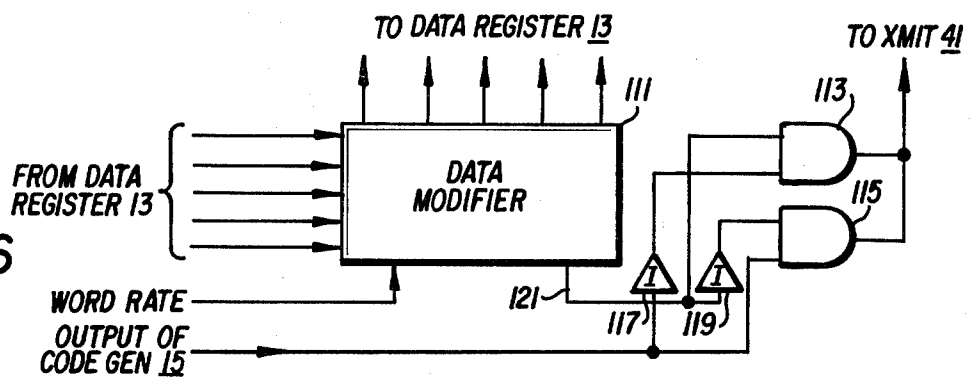 TO DATA REGISTER 13
TO XMIT 41
111
113
FROM DATA
REGISTER 13
DATA
MODIFIER
115
6
I
I
WORD RATE
121
117
119
OUTPUT OF
CODE GEN 15